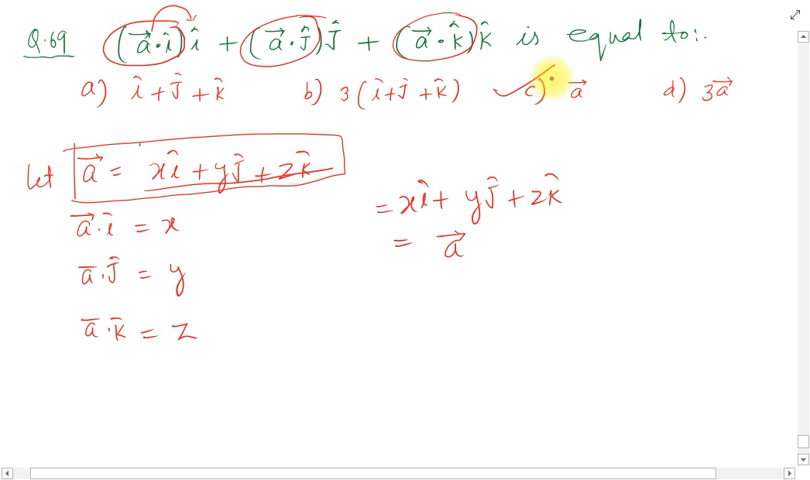 Q.69 (a⃗·î)î + (a⃗·ĵ)ĵ + (a⃗·k̂)k̂ is equal to:.
a) î+ĵ+k̂ b) 3(î+ĵ+k̂) c) a⃗ d) 3a⃗
let a⃗ = xî+yĵ+zk̂
a⃗·î = x
a̅·J̅ = y
a̅·k̅ = z
= xî+ yĵ+zk̂
= a⃗